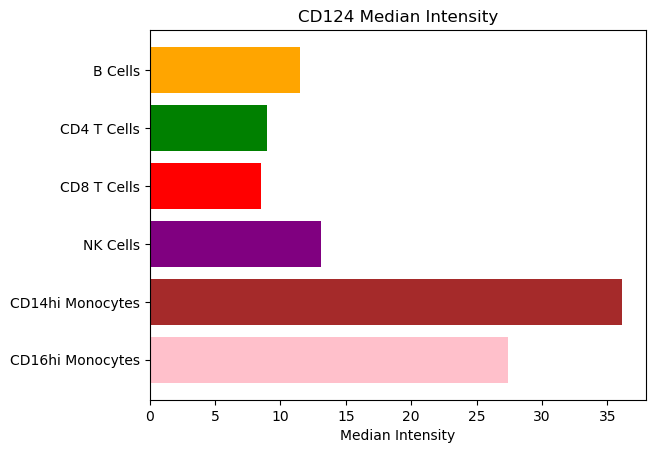 CD124 Median Intensity
B Cells
CD4 T Cells
CD8 T Cells
NK Cells
CD14hi Monocytes
CD16hi Monocytes
0 5 10 15 20 25 30 35
Median Intensity